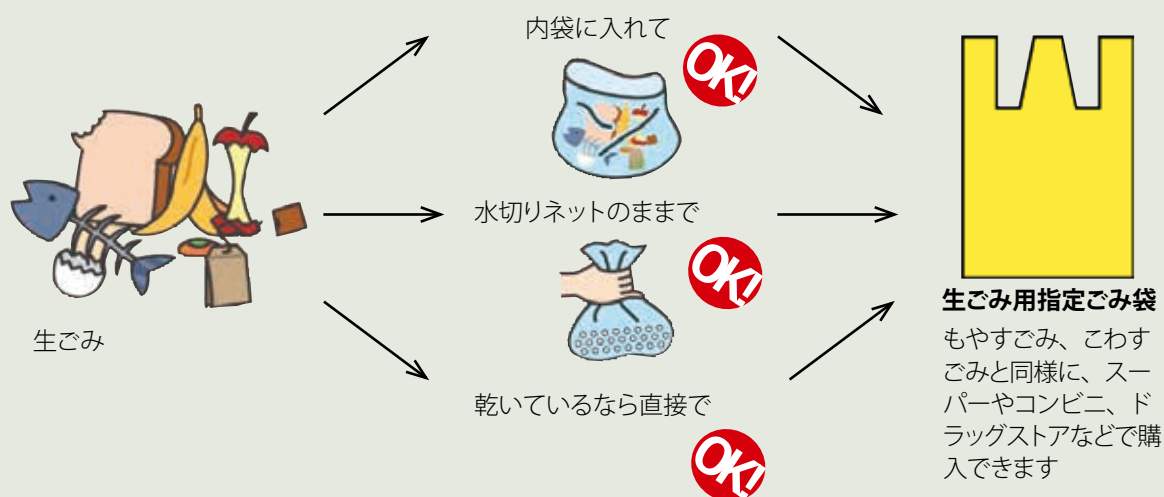 内袋に入れて
OK!
水切りネットのままで
OK!
乾いているなら直接で
OK!
生ごみ
生ごみ用指定ごみ袋
もやすごみ、こわす
ごみと同様に、スー
パーやコンビニ、ド
ラッグストアなどで購
入できます